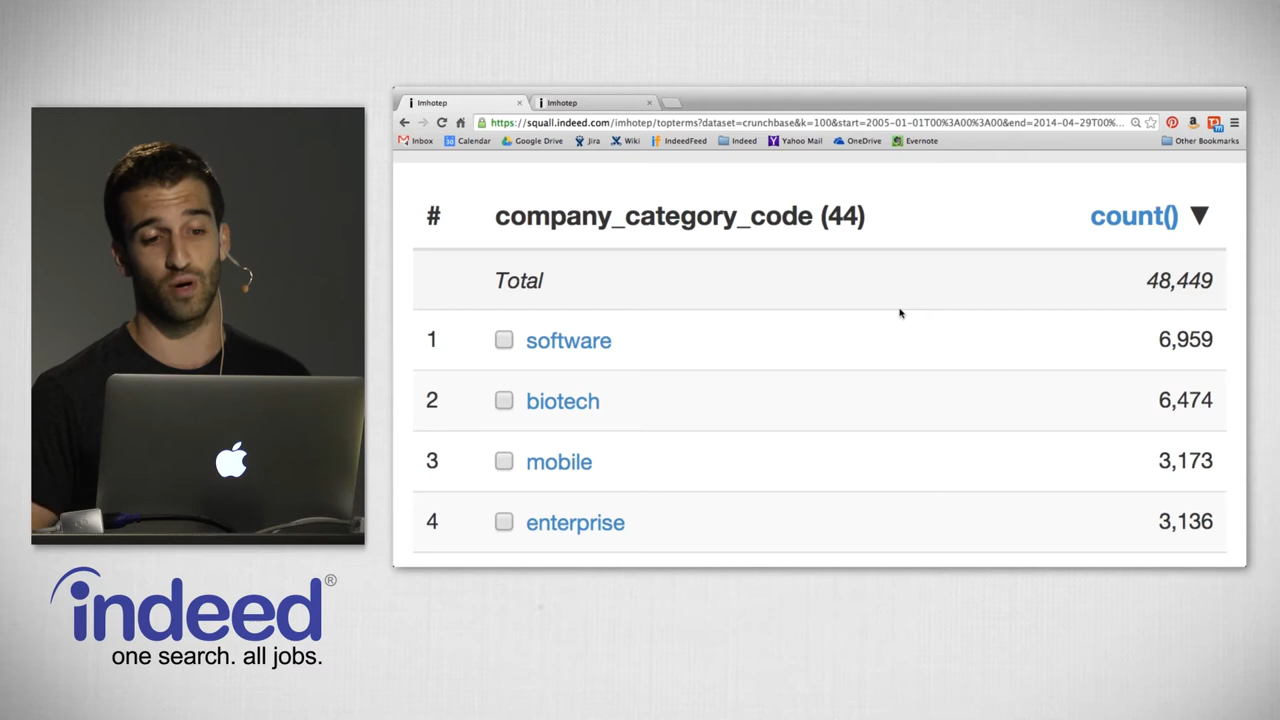 Imhotep
Imhotep
https://squall.indeed.com/imhotep/topterms?dataset=crunchbase&k=100&start=2005-01-01T00%3A00%3A00&end=2014-04-29T00%...
Inbox Calendar Google Drive Jira Wiki IndeedFeed Indeed Yahoo Mail OneDrive Evernote Other Bookmarks
# company_category_code (44) count() ▼
Total 48,449
1 software 6,959
2 biotech 6,474
3 mobile 3,173
4 enterprise 3,136
indeed®
one search. all jobs.